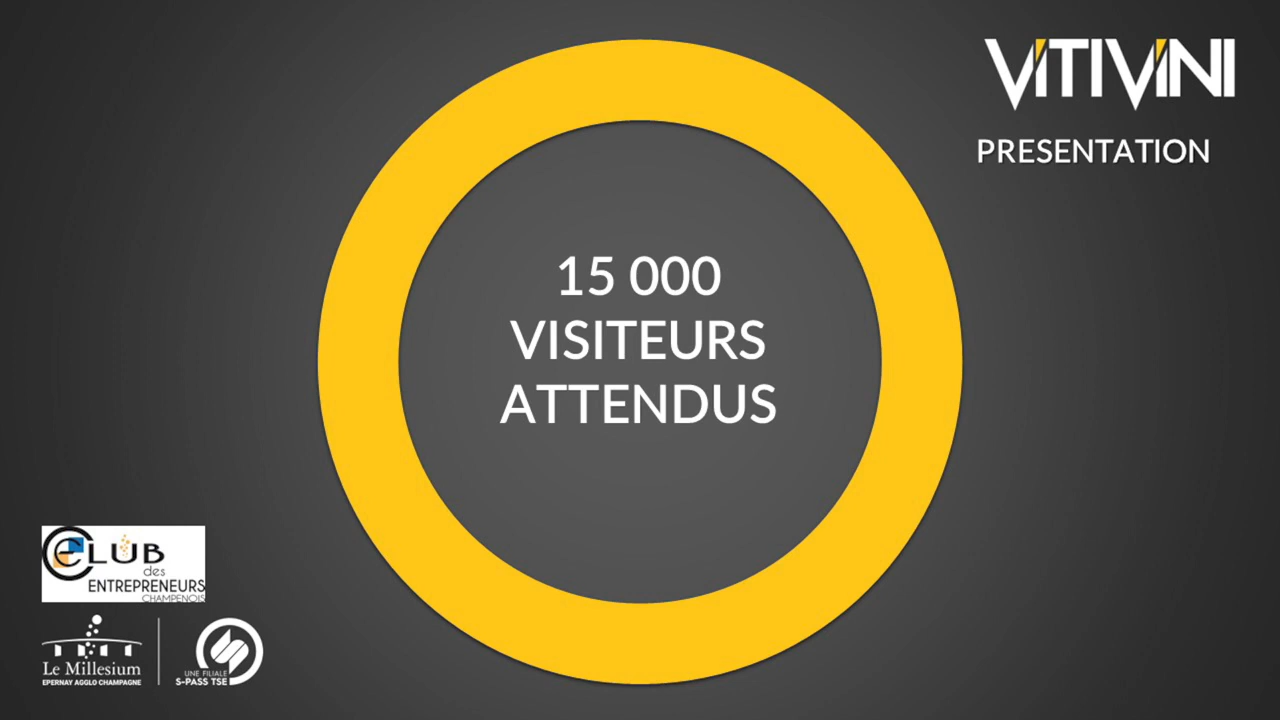 VITIVINI
PRESENTATION
15 000
VISITEURS
ATTENDUS
CLUB
des
ENTREPRENEURS
CHAMPENOIS
Le Millesium
EPERNAY AGGLO CHAMPAGNE
UNE FILIALE
S-PASS TSE